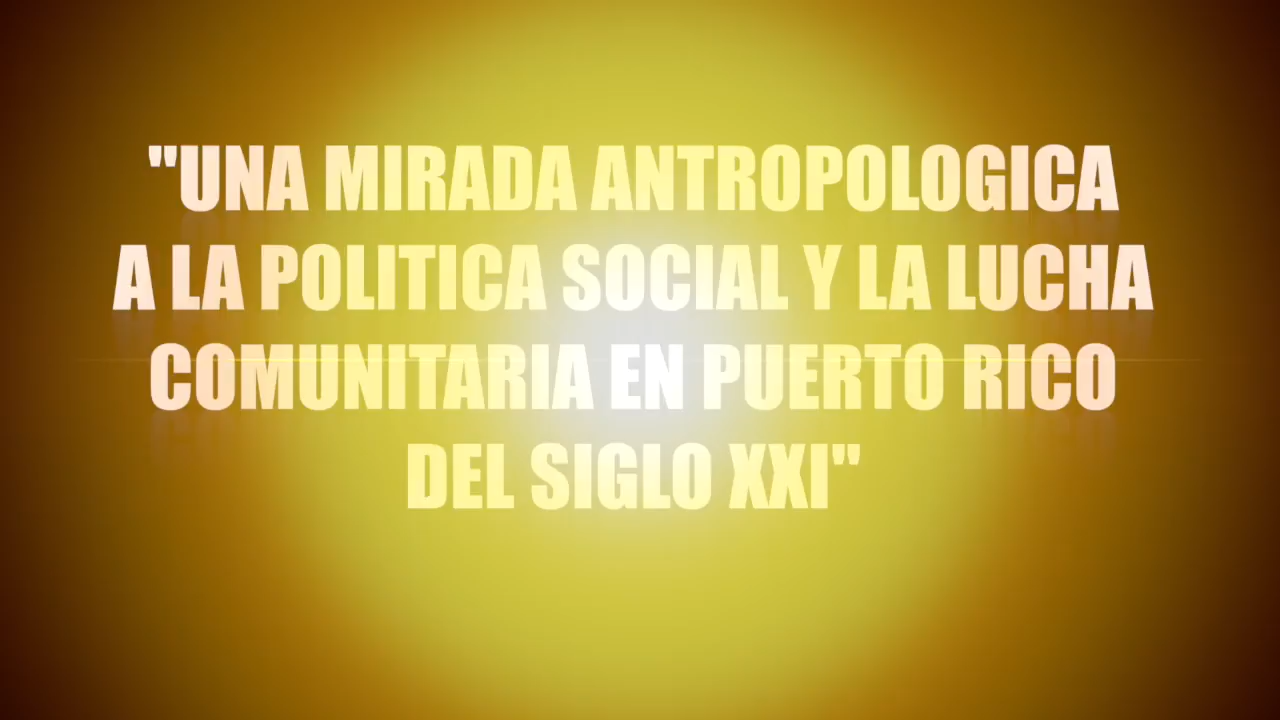 "UNA MIRADA ANTROPOLOGICA
A LA POLITICA SOCIAL Y LA LUCHA
COMUNITARIA EN PUERTO RICO
DEL SIGLO XXI"